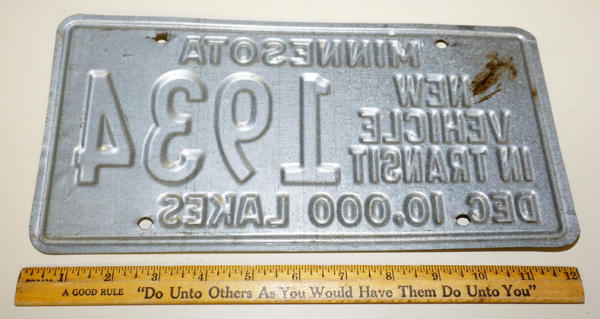 MINNESOTA
NEW
VEHICLE
IN TRANSIT
1934
DEC. 10,000 LAKES
1 2 3 4 5 6 7 8 9 10 11 12
A GOOD RULE "Do Unto Others As You Would Have Them Do Unto You"